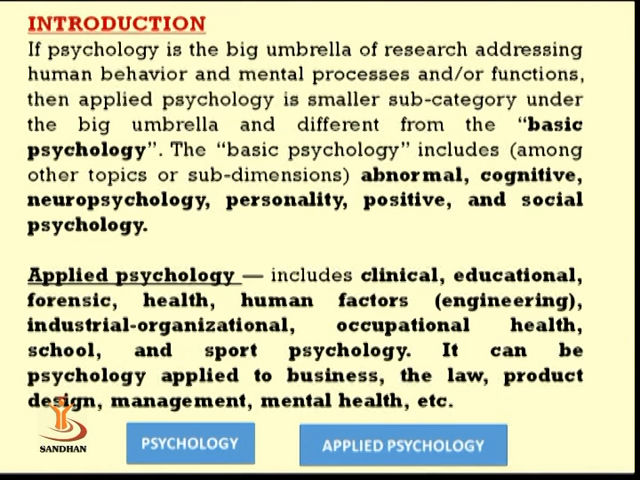 INTRODUCTION
If psychology is the big umbrella of research addressing
human behavior and mental processes and/or functions,
then applied psychology is smaller sub-category under
the big umbrella and different from the “basic
psychology”. The “basic psychology” includes (among
other topics or sub-dimensions) abnormal, cognitive,
neuropsychology, personality, positive, and social
psychology.
Applied psychology — includes clinical, educational,
forensic, health, human factors (engineering),
industrial-organizational, occupational health,
school, and sport psychology. It can be
psychology applied to business, the law, product
design, management, mental health, etc.
SANDHAN
PSYCHOLOGY
APPLIED PSYCHOLOGY